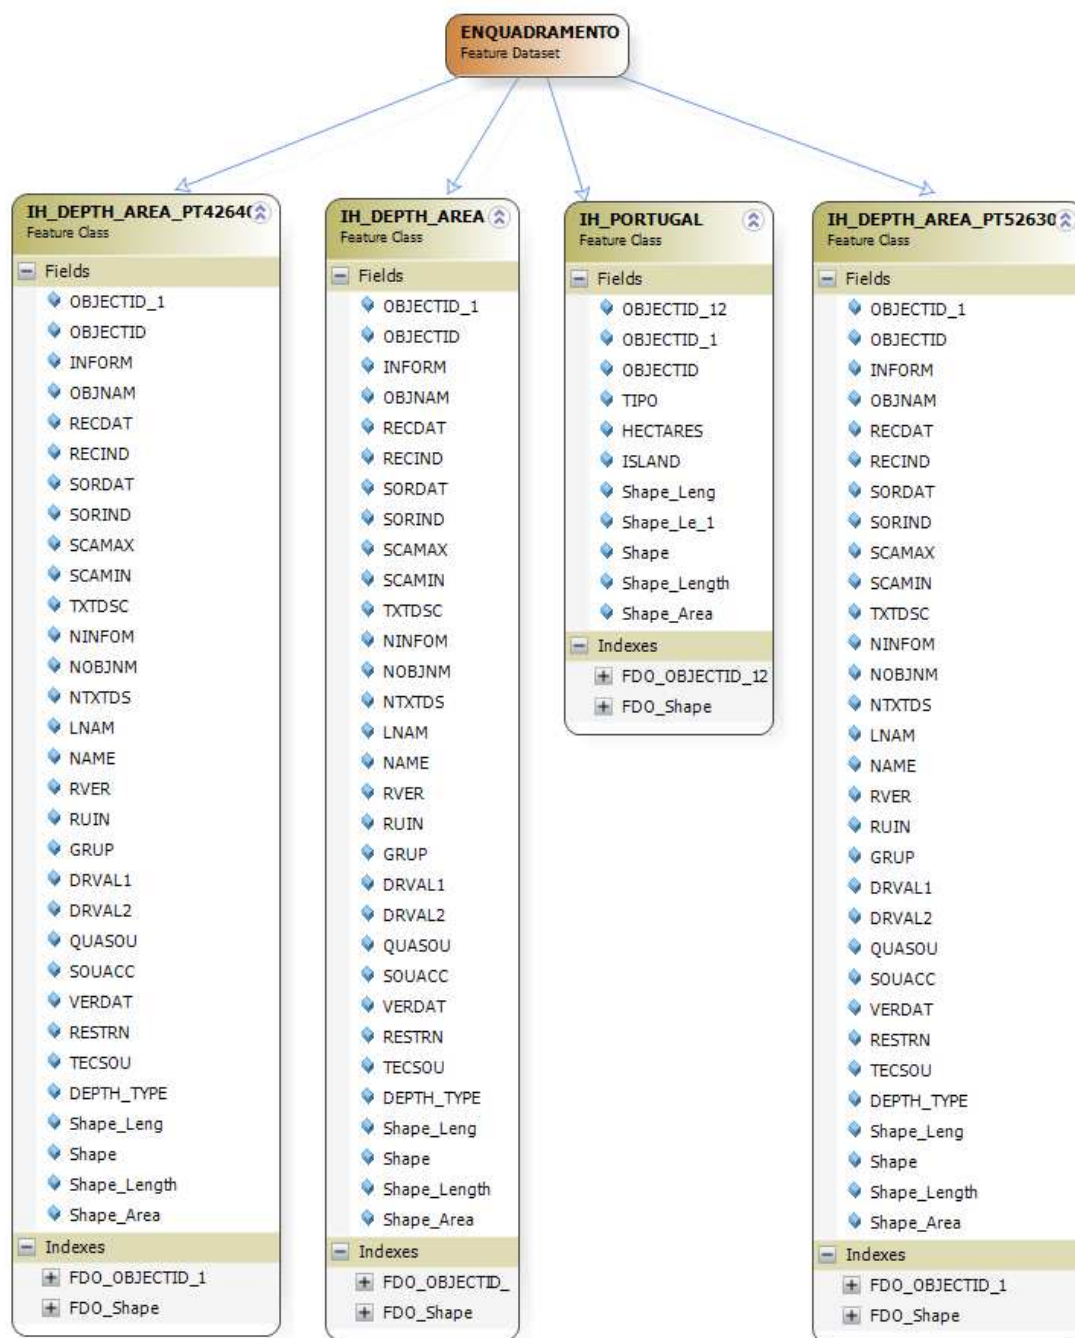 ENQUADRAMENTO
Feature Dataset
IH_DEPTH_AREA_PT4264(
Feature Class
Fields
OBJECTID_1
OBJECTID
INFORM
OBJNAM
RECDAT
RECIND
SORDAT
SORIND
SCAMAX
SCAMIN
TXTDSC
NINFOM
NOBJNM
NTXTDS
LNAM
NAME
RVER
RUIN
GRUP
DRVAL1
DRVAL2
QUASOU
SOUACC
VERDAT
RESTRN
TECSOU
DEPTH_TYPE
Shape_Leng
Shape
Shape_Length
Shape_Area
Indexes
FDO_OBJECTID_1
FDO_Shape
IH_DEPTH_AREA
Feature Class
Fields
OBJECTID_1
OBJECTID
INFORM
OBJNAM
RECDAT
RECIND
SORDAT
SORIND
SCAMAX
SCAMIN
TXTDSC
NINFOM
NOBJNM
NTXTDS
LNAM
NAME
RVER
RUIN
GRUP
DRVAL1
DRVAL2
QUASOU
SOUACC
VERDAT
RESTRN
TECSOU
DEPTH_TYPE
Shape_Leng
Shape
Shape_Length
Shape_Area
Indexes
FDO_OBJECTID_
FDO_Shape
IH_PORTUGAL
Feature Class
Fields
OBJECTID_12
OBJECTID_1
OBJECTID
TIPO
HECTARES
ISLAND
Shape_Leng
Shape_Le_1
Shape
Shape_Length
Shape_Area
Indexes
FDO_OBJECTID_12
FDO_Shape
IH_DEPTH_AREA_PT52630
Feature Class
Fields
OBJECTID_1
OBJECTID
INFORM
OBJNAM
RECDAT
RECIND
SORDAT
SORIND
SCAMAX
SCAMIN
TXTDSC
NINFOM
NOBJNM
NTXTDS
LNAM
NAME
RVER
RUIN
GRUP
DRVAL1
DRVAL2
QUASOU
SOUACC
VERDAT
RESTRN
TECSOU
DEPTH_TYPE
Shape_Leng
Shape
Shape_Length
Shape_Area
Indexes
FDO_OBJECTID_1
FDO_Shape